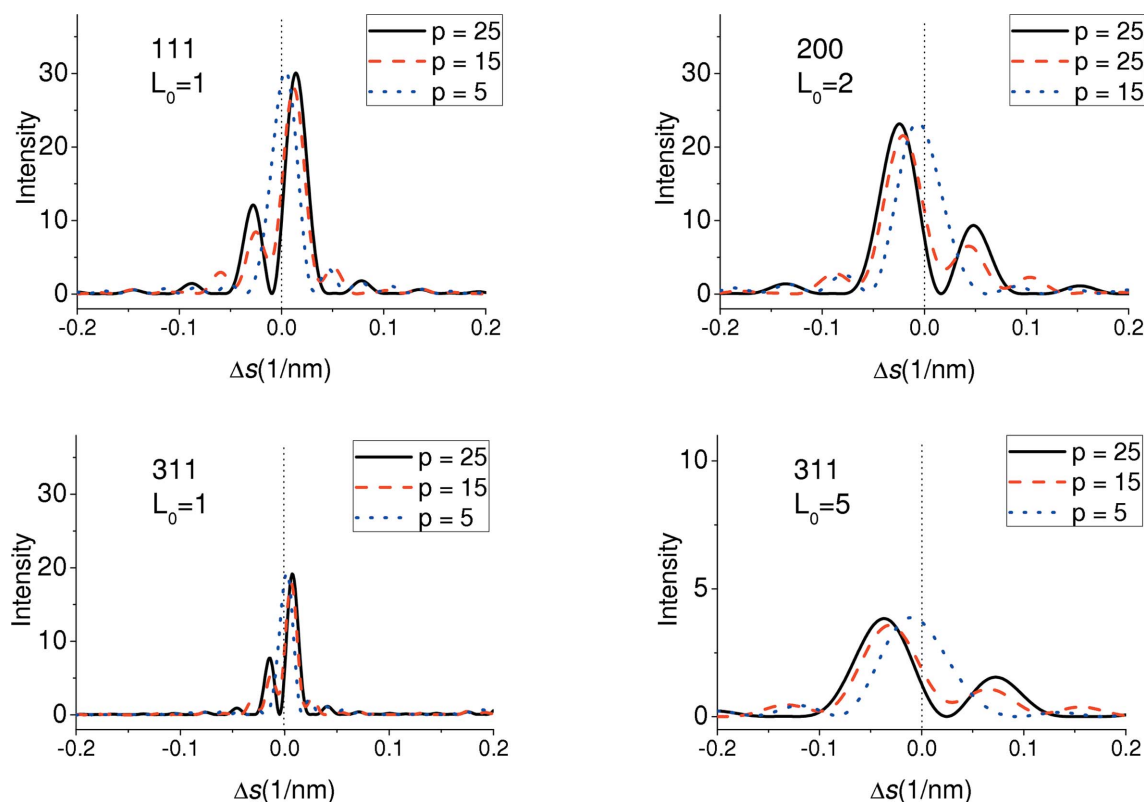 111
L₀=1
p = 25
p = 15
p = 5
Intensity
30
20
10
0
-0.2 -0.1 0.0 0.1 0.2
Δs(1/nm)
200
L₀=2
p = 25
p = 25
p = 15
Intensity
30
20
10
0
-0.2 -0.1 0.0 0.1 0.2
Δs(1/nm)
311
L₀=1
p = 25
p = 15
p = 5
Intensity
30
20
10
0
-0.2 -0.1 0.0 0.1 0.2
Δs(1/nm)
311
L₀=5
p = 25
p = 15
p = 5
Intensity
10
5
0
-0.2 -0.1 0.0 0.1 0.2
Δs(1/nm)